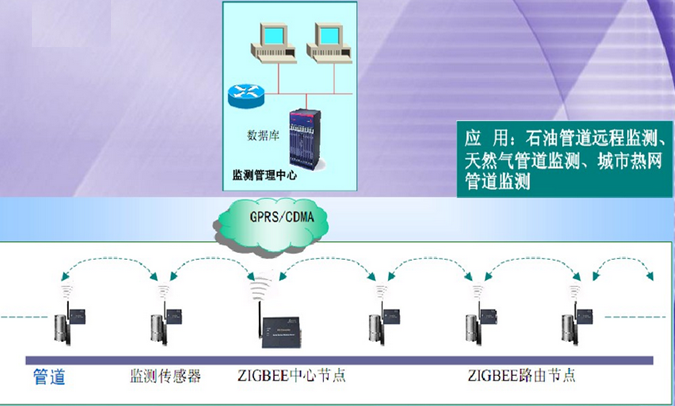 数据库
监测管理中心
应 用：石油管道远程监测、
天然气管道监测、城市热网
管道监测
GPRS/CDMA
管道
监测传感器
ZIGBEE中心节点
ZIGBEE路由节点